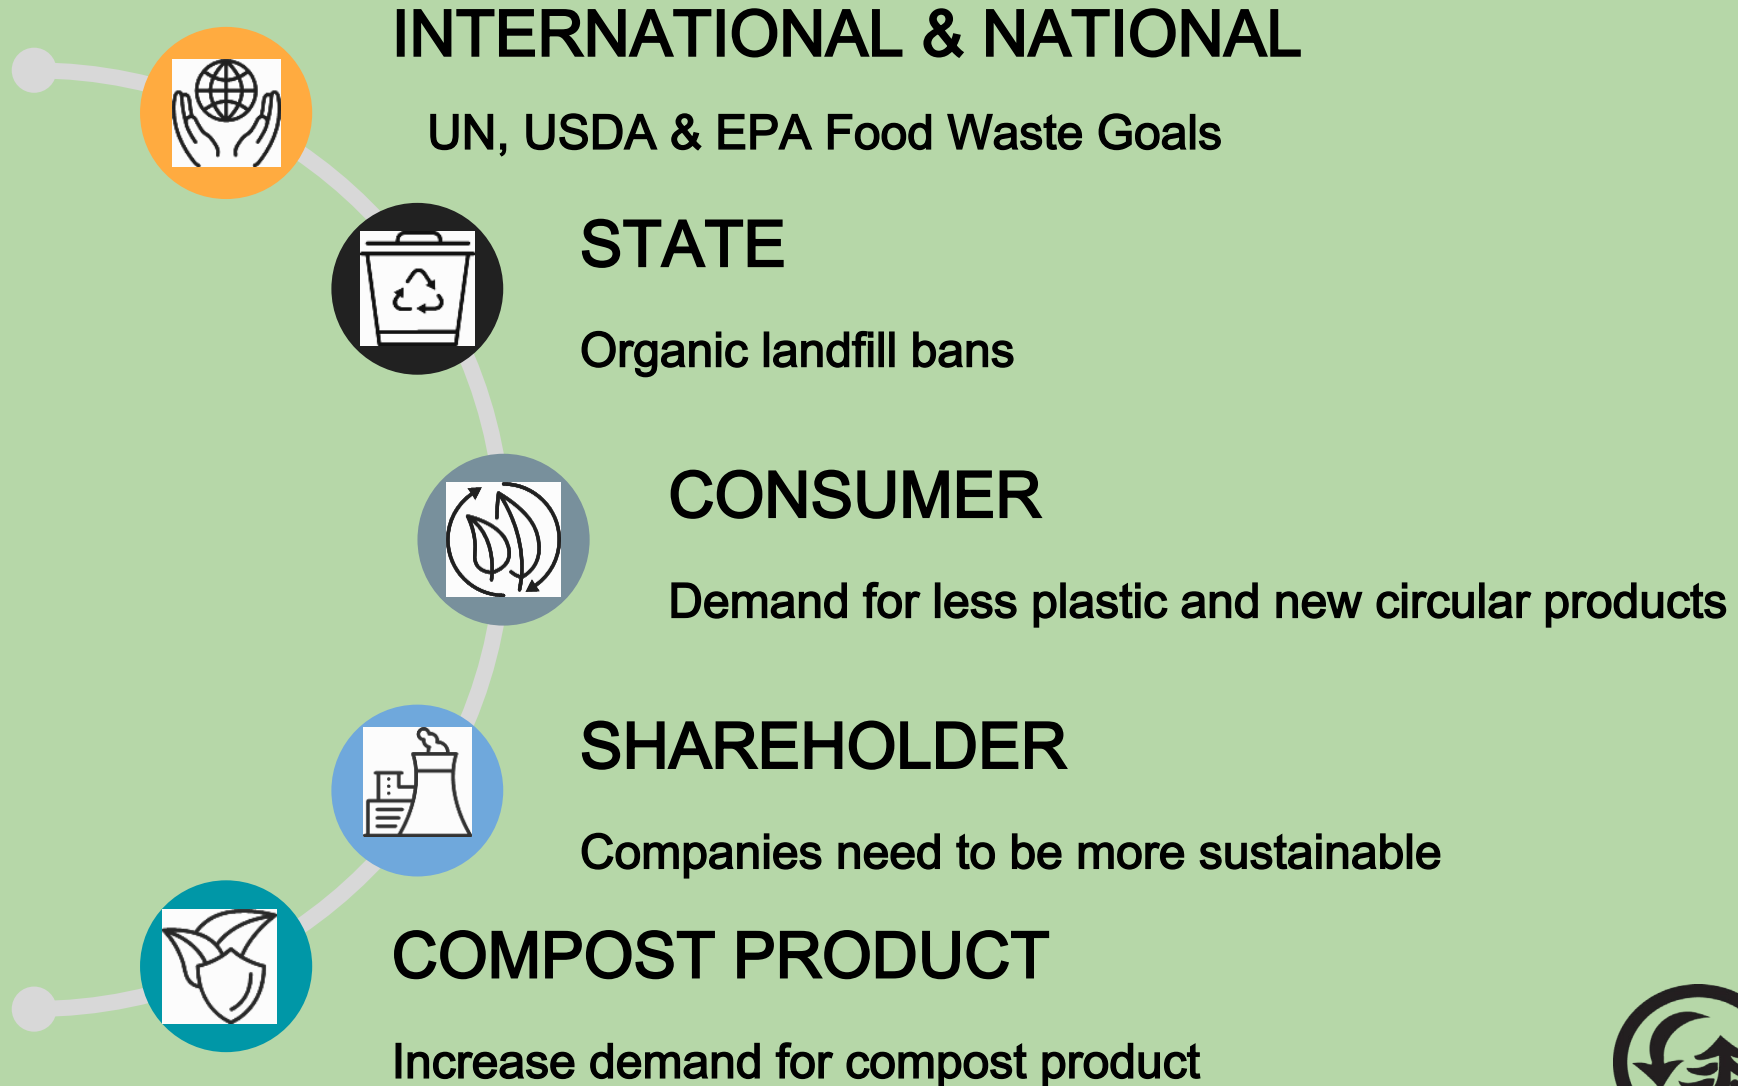 INTERNATIONAL & NATIONAL
UN, USDA & EPA Food Waste Goals
STATE
Organic landfill bans
CONSUMER
Demand for less plastic and new circular products
SHAREHOLDER
Companies need to be more sustainable
COMPOST PRODUCT
Increase demand for compost product